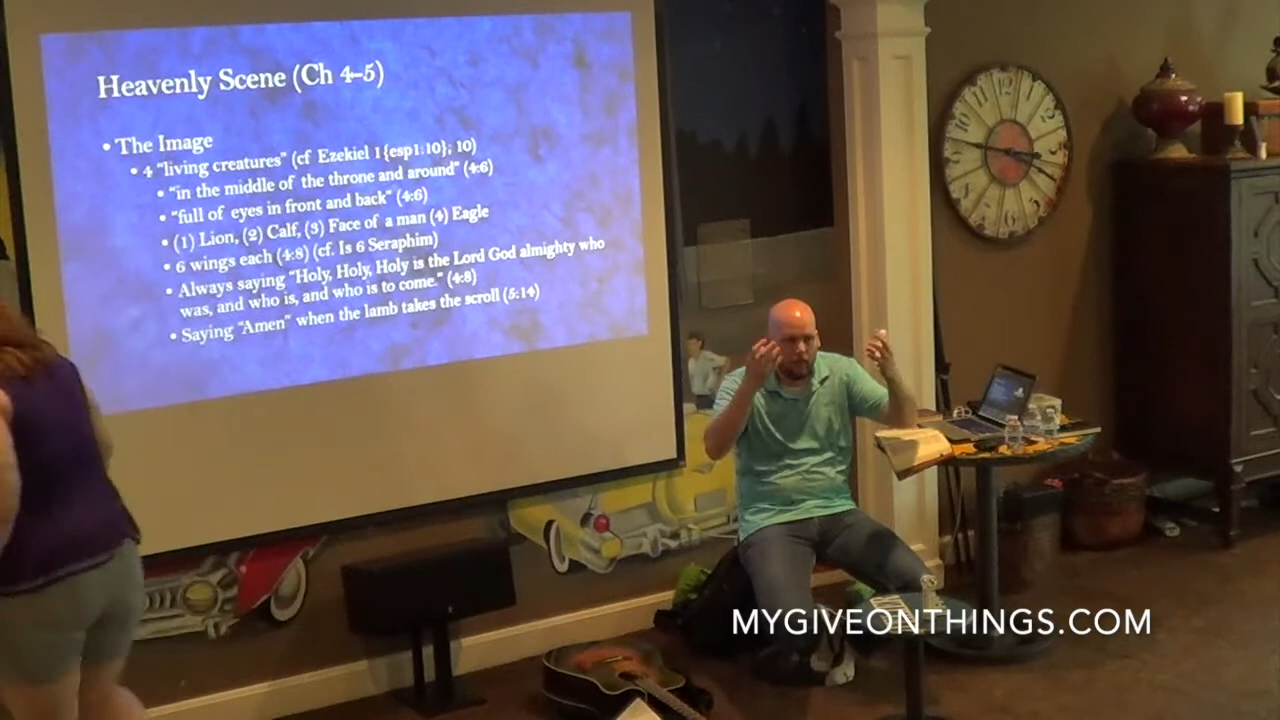 Heavenly Scene (Ch 4-5)
• The Image
• 4 "living creatures" (cf Ezekiel 1{esp1:10}; 10)
• "in the middle of the throne and around" (4:6)
• "full of eyes in front and back" (4:6)
• (1) Lion, (2) Calf, (3) Face of a man (4) Eagle
• 6 wings each (4:8) (cf. Is 6 Seraphim)
• Always saying "Holy, Holy, Holy is the Lord God almighty who
was, and who is, and who is to come." (4:8)
• Saying "Amen" when the lamb takes the scroll (5:14)
MYGIVEONTHINGS.COM